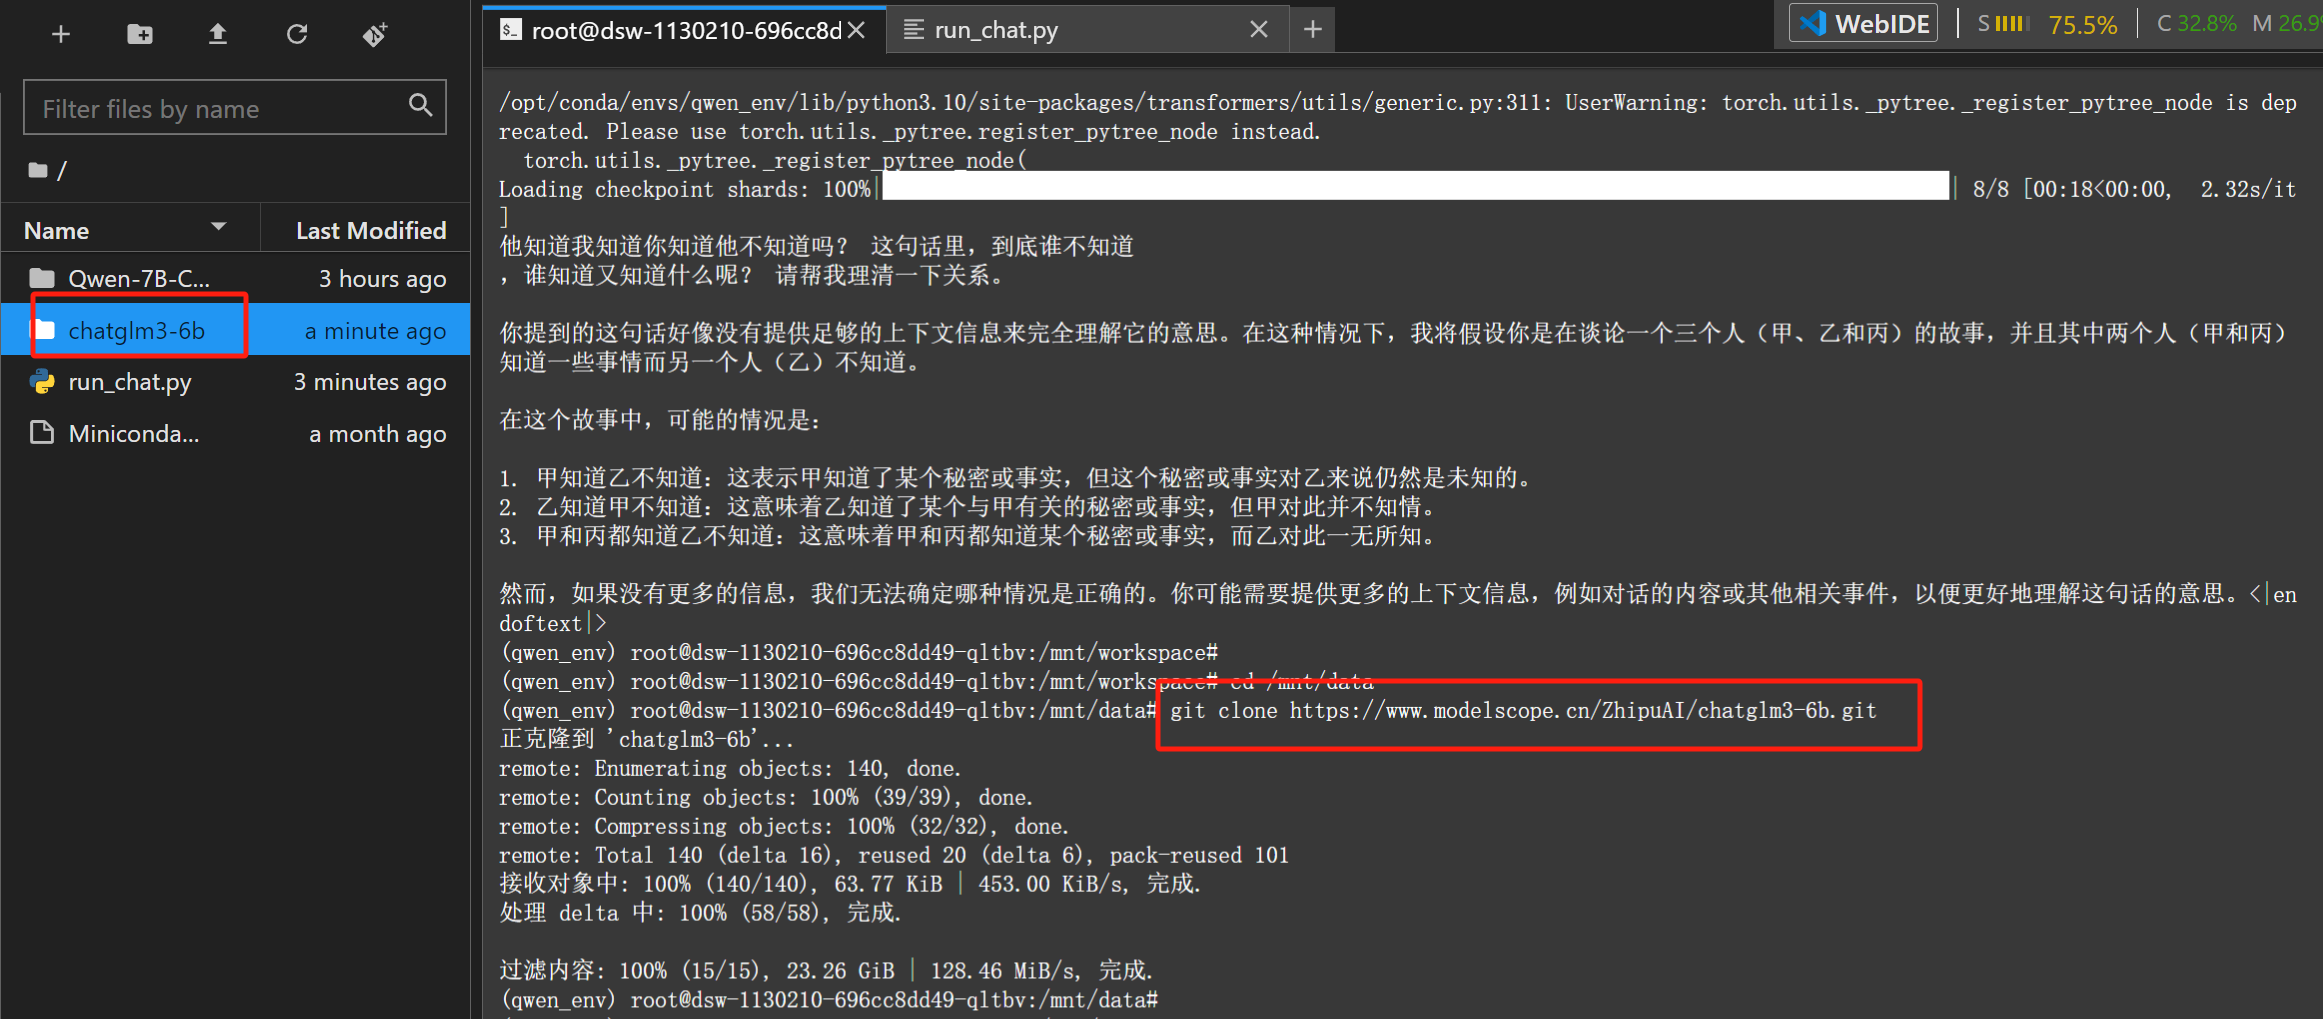 root@dsw-1130210-696cc8d
run_chat.py
WebIDE
S 75.5% C 32.8% M 26.9
Filter files by name
/
Name Last Modified
Qwen-7B-C... 3 hours ago
chatglm3-6b a minute ago
run_chat.py 3 minutes ago
Miniconda... a month ago
/opt/conda/envs/qwen_env/lib/python3.10/site-packages/transformers/utils/generic.py:311: UserWarning: torch.utils._pytree._register_pytree_node is dep
recated. Please use torch.utils._pytree.register_pytree_node instead.
torch.utils._pytree._register_pytree_node(
Loading checkpoint shards: 100%| | 8/8 [00:18<00:00, 2.32s/it
]
他知道我知道你知道他不知道吗？ 这句话里，到底谁不知道
，谁知道又知道什么呢？ 请帮我理清一下关系。
你提到的这句话好像没有提供足够的上下文信息来完全理解它的意思。在这种情况下，我将假设你是在谈论一个三个人（甲、乙和丙）的故事，并且其中两个人（甲和丙）
知道一些事情而另一个人（乙）不知道。
在这个故事中，可能的情况是：
1. 甲知道乙不知道：这表示甲知道了某个秘密或事实，但这个秘密或事实对乙来说仍然是未知的。
2. 乙知道甲不知道：这意味着乙知道了某个与甲有关的秘密或事实，但甲对此并不知情。
3. 甲和丙都知道乙不知道：这意味着甲和丙都知道某个秘密或事实，而乙对此一无所知。
然而，如果没有更多的信息，我们无法确定哪种情况是正确的。你可能需要提供更多的上下文信息，例如对话的内容或其他相关事件，以便更好地理解这句话的意思。<|en
doftext|>
(qwen_env) root@dsw-1130210-696cc8dd49-qltbv:/mnt/workspace#
(qwen_env) root@dsw-1130210-696cc8dd49-qltbv:/mnt/workspace# cd /mnt/data
(qwen_env) root@dsw-1130210-696cc8dd49-qltbv:/mnt/data# git clone https://www.modelscope.cn/ZhipuAI/chatglm3-6b.git
正克隆到 'chatglm3-6b'...
remote: Enumerating objects: 140, done.
remote: Counting objects: 100% (39/39), done.
remote: Compressing objects: 100% (32/32), done.
remote: Total 140 (delta 16), reused 20 (delta 6), pack-reused 101
接收对象中: 100% (140/140), 63.77 KiB | 453.00 KiB/s, 完成.
处理 delta 中: 100% (58/58), 完成.
过滤内容: 100% (15/15), 23.26 GiB | 128.46 MiB/s, 完成.
(qwen_env) root@dsw-1130210-696cc8dd49-qltbv:/mnt/data#